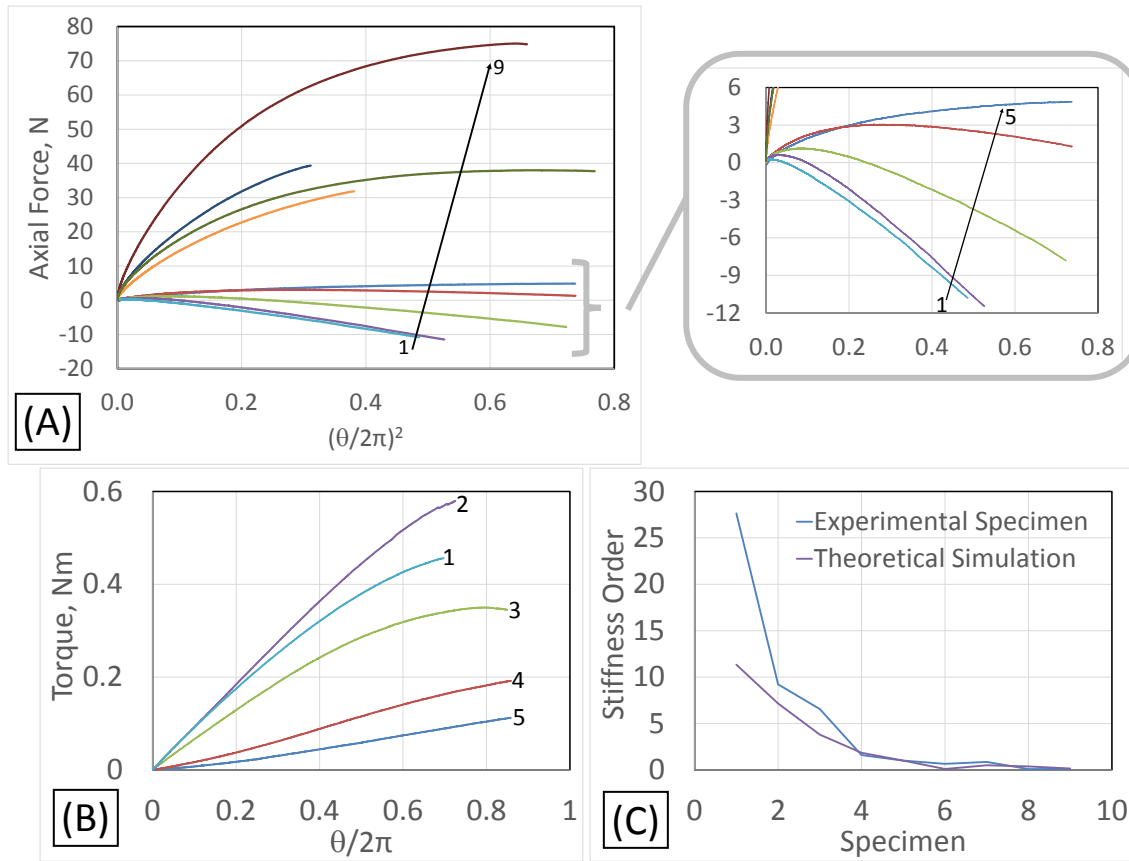 80
70
60
50
40
30
20
10
0
-10
-20
Axial Force, N
9
1
0.0 0.2 0.4 0.6 0.8
(θ/2π)²
(A)
6
3
0
-3
-6
-9
-12
5
1
0.0 0.2 0.4 0.6 0.8
0.6
0.4
0.2
0
Torque, Nm
2
1
3
4
5
0 0.2 0.4 0.6 0.8 1
θ/2π
(B)
30
25
20
15
10
5
0
Stiffness Order
Experimental Specimen
Theoretical Simulation
0 2 4 6 8 10
Specimen
(C)